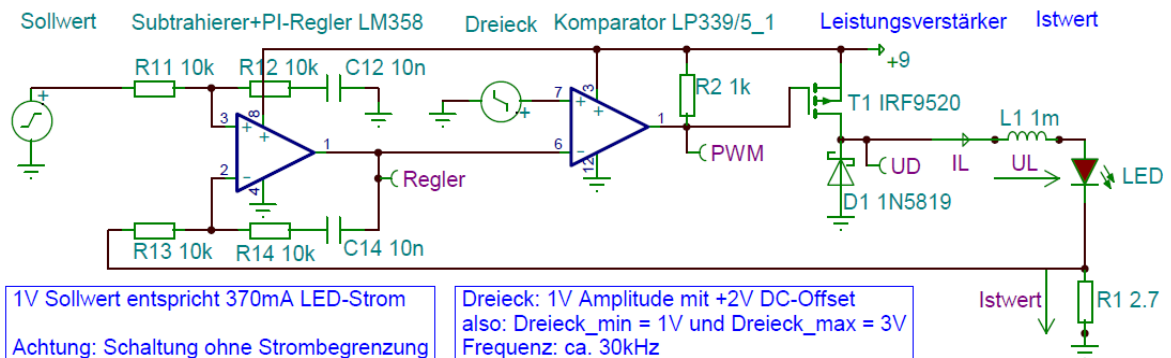 Sollwert
Subtrahierer+PI-Regler LM358
Dreieck
Komparator LP339/5_1
Leistungsverstärker
Istwert
R11 10k
R12 10k
C12 10n
R2 1k
+9
T1 IRF9520
L1 1m
+
8
3
+
+
1
2
−
4
7
+
3
+
1
6
−
12
+
Regler
PWM
UD
IL
UL
LED
D1 1N5819
R13 10k
R14 10k
C14 10n
1V Sollwert entspricht 370mA LED-Strom
Achtung: Schaltung ohne Strombegrenzung
Dreieck: 1V Amplitude mit +2V DC-Offset
also: Dreieck_min = 1V und Dreieck_max = 3V
Frequenz: ca. 30kHz
Istwert
R1 2.7